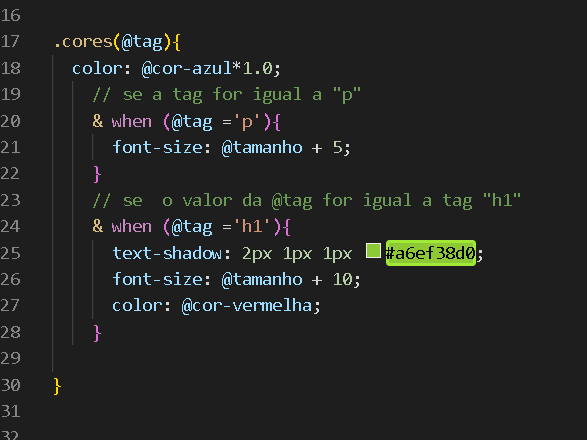 16
17 .cores(@tag){
18 color: @cor-azul*1.0;
19 // se a tag for igual a "p"
20 & when (@tag ='p'){
21 font-size: @tamanho + 5;
22 }
23 // se  o valor da @tag for igual a tag "h1"
24 & when (@tag ='h1'){
25 text-shadow: 2px 1px 1px #a6ef38d0;
26 font-size: @tamanho + 10;
27 color: @cor-vermelha;
28 }
29
30 }
31
32